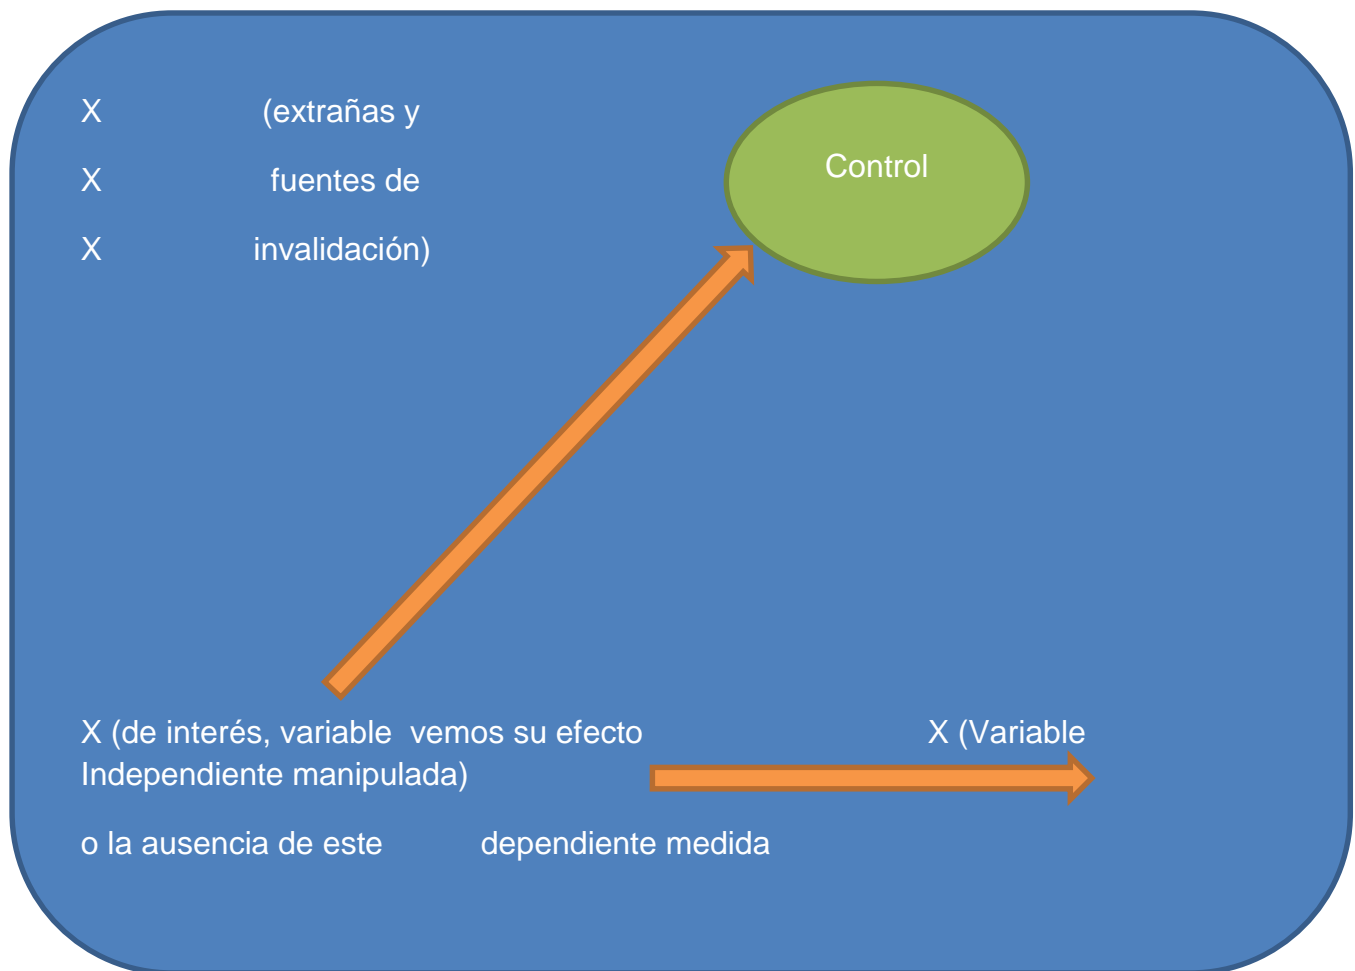 X (extrañas y
Control
X fuentes de
X invalidación)
X (de interés, variable vemos su efecto X (Variable
Independiente manipulada)
o la ausencia de este dependiente medida